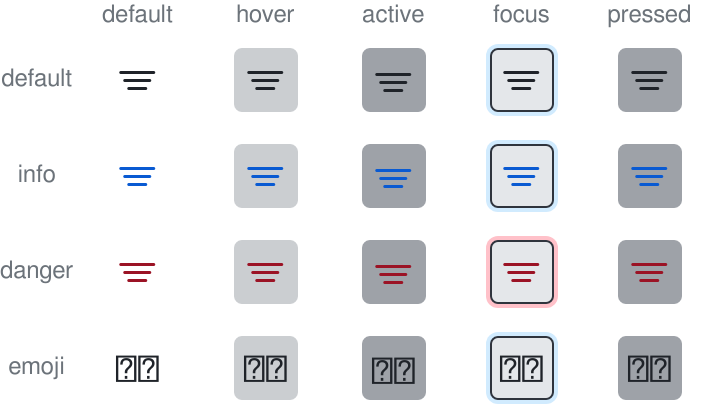 default hover active focus pressed
default
info
danger
emoji